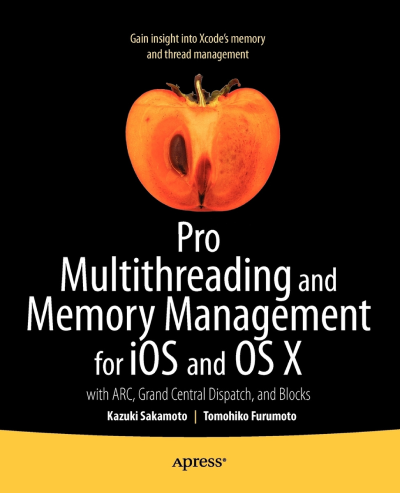 Gain insight into Xcode's memory
and thread management
Pro
Multithreading and
Memory Management
for iOS and OS X
with ARC, Grand Central Dispatch, and Blocks
Kazuki Sakamoto | Tomohiko Furumoto
Apress®